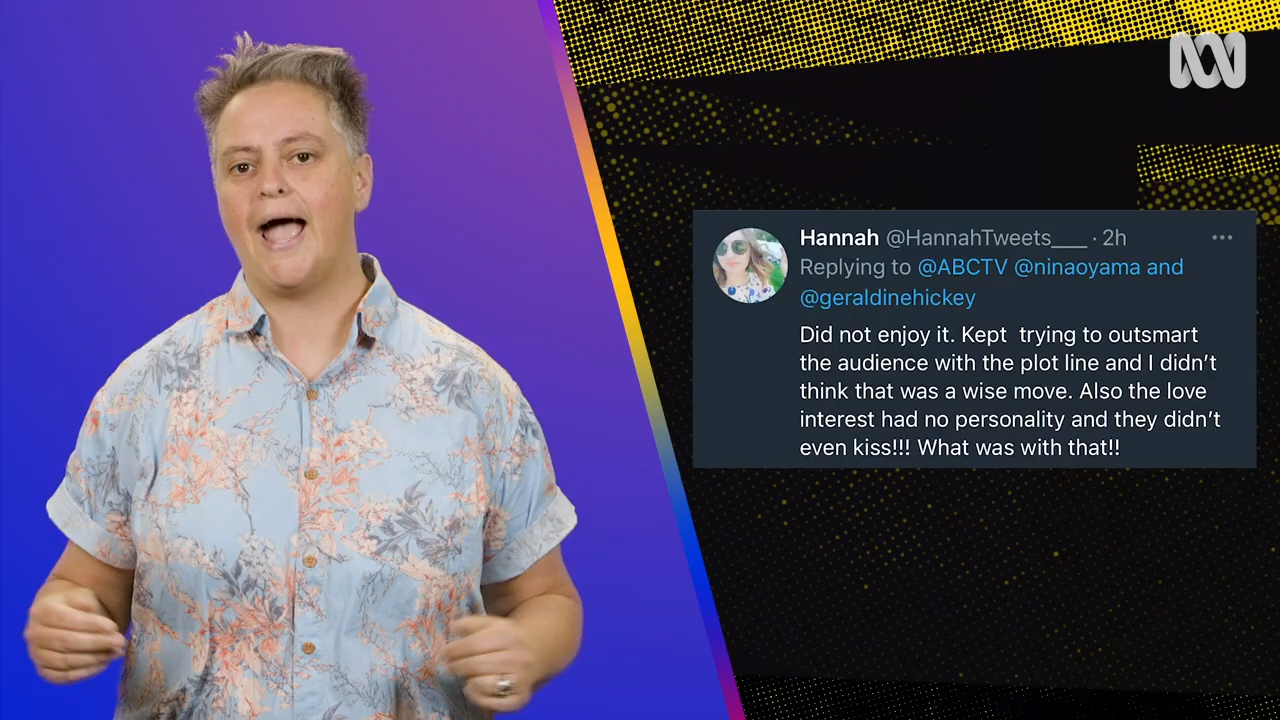 Hannah @HannahTweets___ · 2h
Replying to @ABCTV @ninaoyama and
@geraldinehickey
Did not enjoy it. Kept  trying to outsmart
the audience with the plot line and I didn't
think that was a wise move. Also the love
interest had no personality and they didn't
even kiss!!! What was with that!!